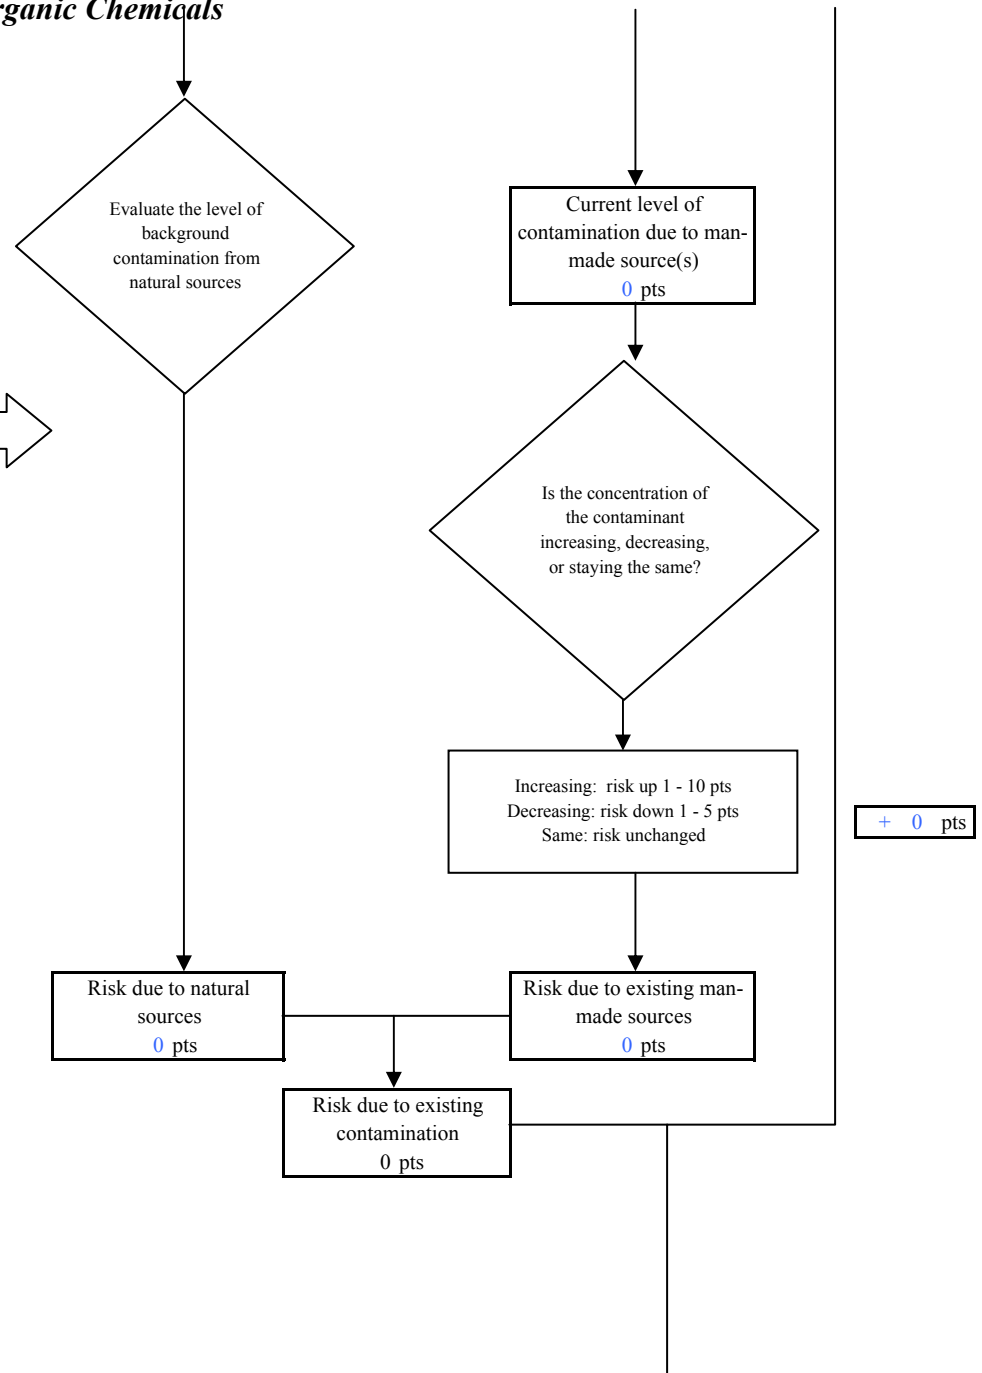 rganic Chemicals
Evaluate the level of
background
contamination from
natural sources
Current level of
contamination due to man-
made source(s)
0 pts
Is the concentration of
the contaminant
increasing, decreasing,
or staying the same?
Increasing: risk up 1 - 10 pts
Decreasing: risk down 1 - 5 pts
Same: risk unchanged
+ 0 pts
Risk due to natural
sources
0 pts
Risk due to existing man-
made sources
0 pts
Risk due to existing
contamination
0 pts